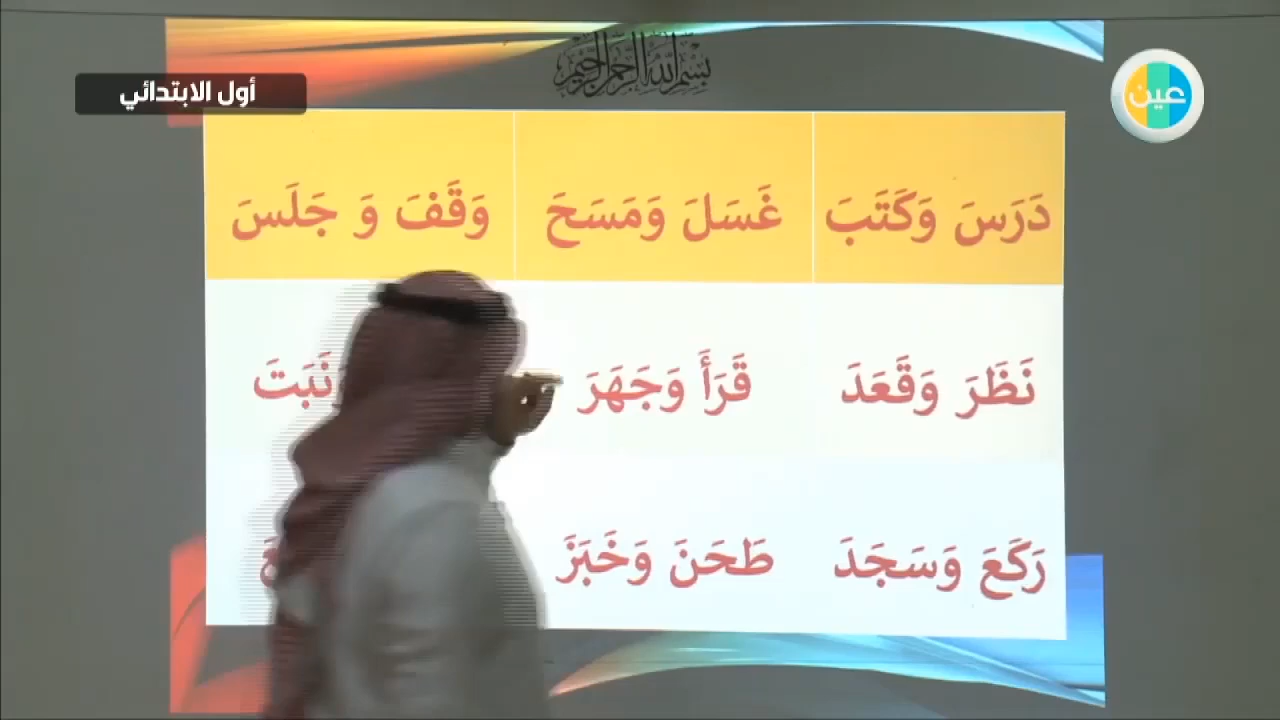 بسم الله الرحمن الرحيم
أول الابتدائي
عين
دَرَسَ وَكَتَبَ
غَسَلَ وَمَسَحَ
وَقَفَ وَ جَلَسَ
نَظَرَ وَقَعَدَ
قَرَأَ وَجَهَرَ
نَبَتَ
رَكَعَ وَسَجَدَ
طَحَنَ وَخَبَزَ